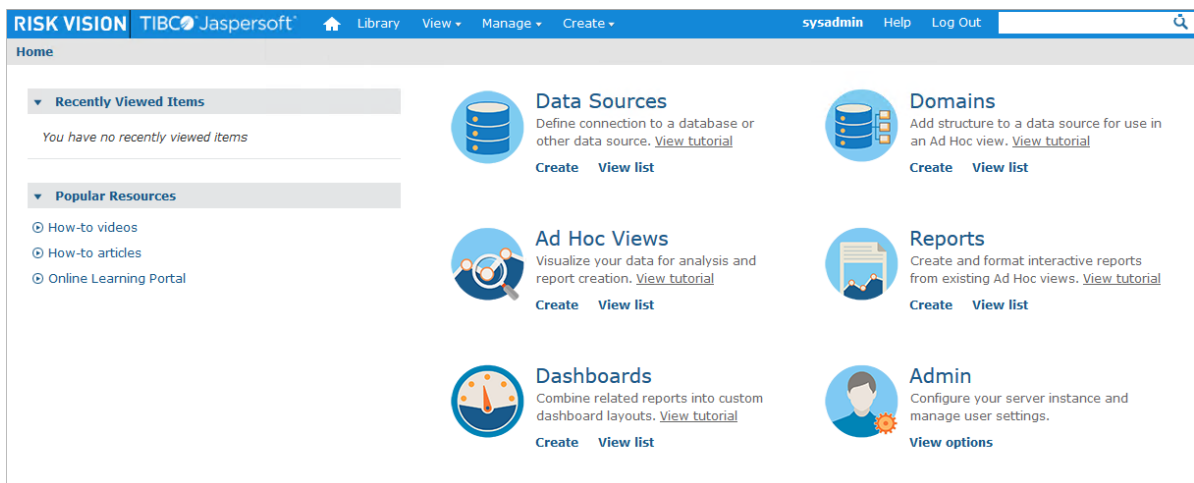 RISK VISION TIBCO Jaspersoft® Library View Manage Create sysadmin Help Log Out
Home
Recently Viewed Items
You have no recently viewed items
Popular Resources
How-to videos
How-to articles
Online Learning Portal
Data Sources
Define connection to a database or
other data source. View tutorial
Create View list
Domains
Add structure to a data source for use in
an Ad Hoc view. View tutorial
Create View list
Ad Hoc Views
Visualize your data for analysis and
report creation. View tutorial
Create View list
Reports
Create and format interactive reports
from existing Ad Hoc views. View tutorial
Create View list
Dashboards
Combine related reports into custom
dashboard layouts. View tutorial
Create View list
Admin
Configure your server instance and
manage user settings.
View options